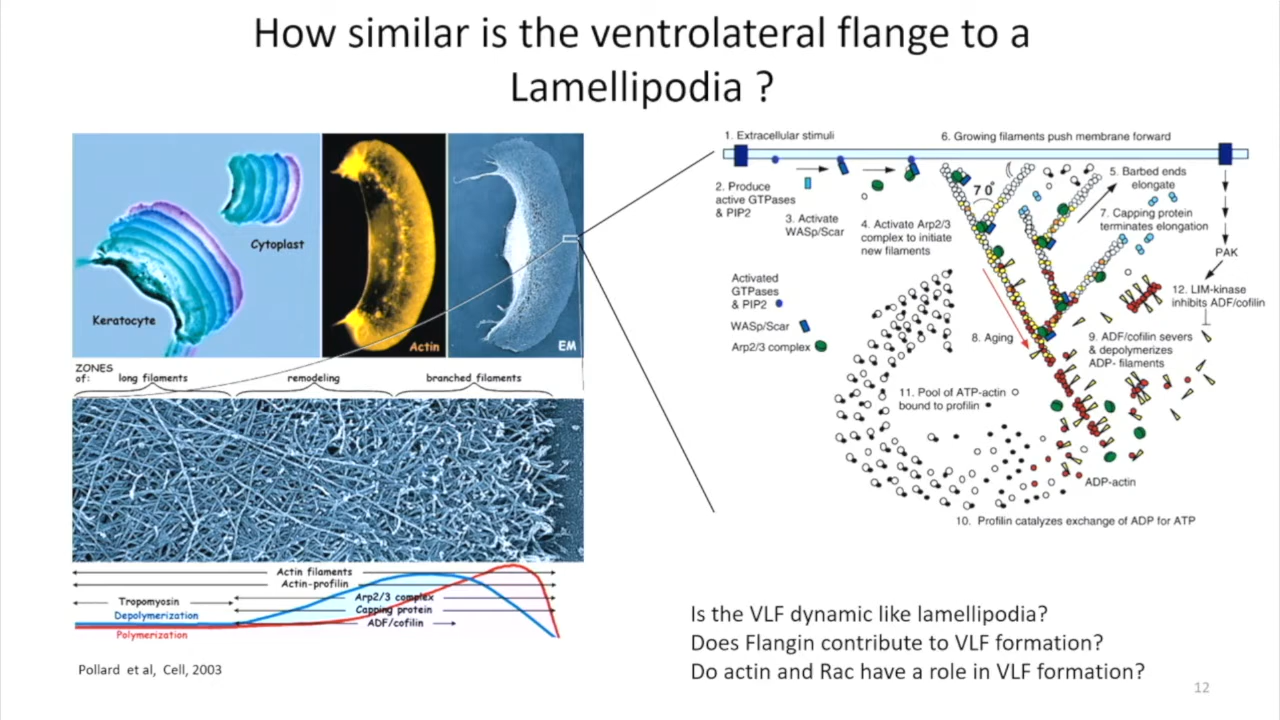 How similar is the ventrolateral flange to a
Lamellipodia ?
Cytoplast
Keratocyte
Actin
EM
ZONES
of:
long filaments
remodeling
branched filaments
Actin filaments
Actin-profilin
Arp2/3 complex
Tropomyosin
Capping protein
Depolymerization
ADF/cofilin
Polymerization
Pollard et al, Cell, 2003
1. Extracellular stimuli
2. Produce
active GTPases
& PIP2
3. Activate
WASp/Scar
4. Activate Arp2/3
complex to initiate
new filaments
6. Growing filaments push membrane forward
70°
5. Barbed ends
elongate
7. Capping protein
terminates elongation
PAK
12. LIM-kinase
inhibits ADF/cofilin
Activated
GTPases
& PIP2
WASp/Scar
Arp2/3 complex
8. Aging
9. ADF/cofilin severs
& depolymerizes
ADP- filaments
11. Pool of ATP-actin
bound to profilin
ADP-actin
10. Profilin catalyzes exchange of ADP for ATP
Is the VLF dynamic like lamellipodia?
Does Flangin contribute to VLF formation?
Do actin and Rac have a role in VLF formation?
12